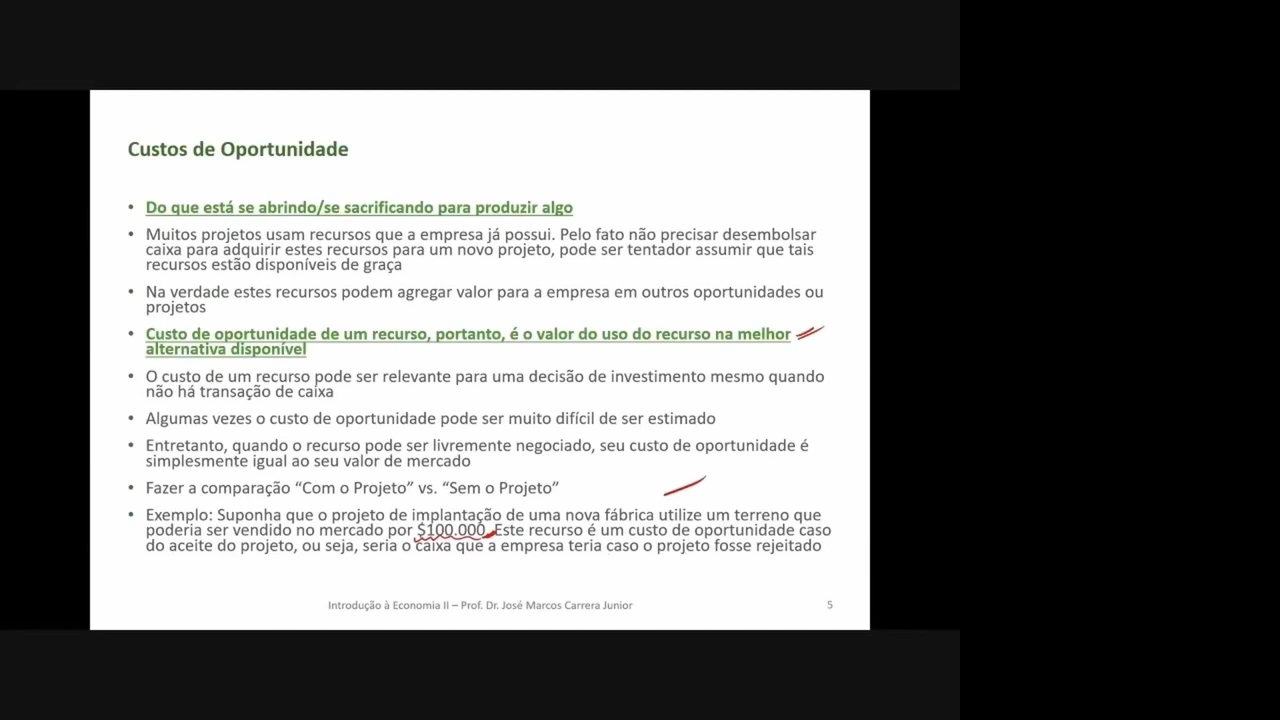 Custos de Oportunidade
• Do que está se abrindo/se sacrificando para produzir algo
• Muitos projetos usam recursos que a empresa já possui. Pelo fato não precisar desembolsar
caixa para adquirir estes recursos para um novo projeto, pode ser tentador assumir que tais
recursos estão disponíveis de graça
• Na verdade estes recursos podem agregar valor para a empresa em outros oportunidades ou
projetos
• Custo de oportunidade de um recurso, portanto, é o valor do uso do recurso na melhor
alternativa disponível
• O custo de um recurso pode ser relevante para uma decisão de investimento mesmo quando
não há transação de caixa
• Algumas vezes o custo de oportunidade pode ser muito difícil de ser estimado
• Entretanto, quando o recurso pode ser livremente negociado, seu custo de oportunidade é
simplesmente igual ao seu valor de mercado
• Fazer a comparação “Com o Projeto” vs. “Sem o Projeto”
• Exemplo: Suponha que o projeto de implantação de uma nova fábrica utilize um terreno que
poderia ser vendido no mercado por $100.000. Este recurso é um custo de oportunidade caso
do aceite do projeto, ou seja, seria o caixa que a empresa teria caso o projeto fosse rejeitado
Introdução à Economia II – Prof. Dr. José Marcos Carrera Junior
5